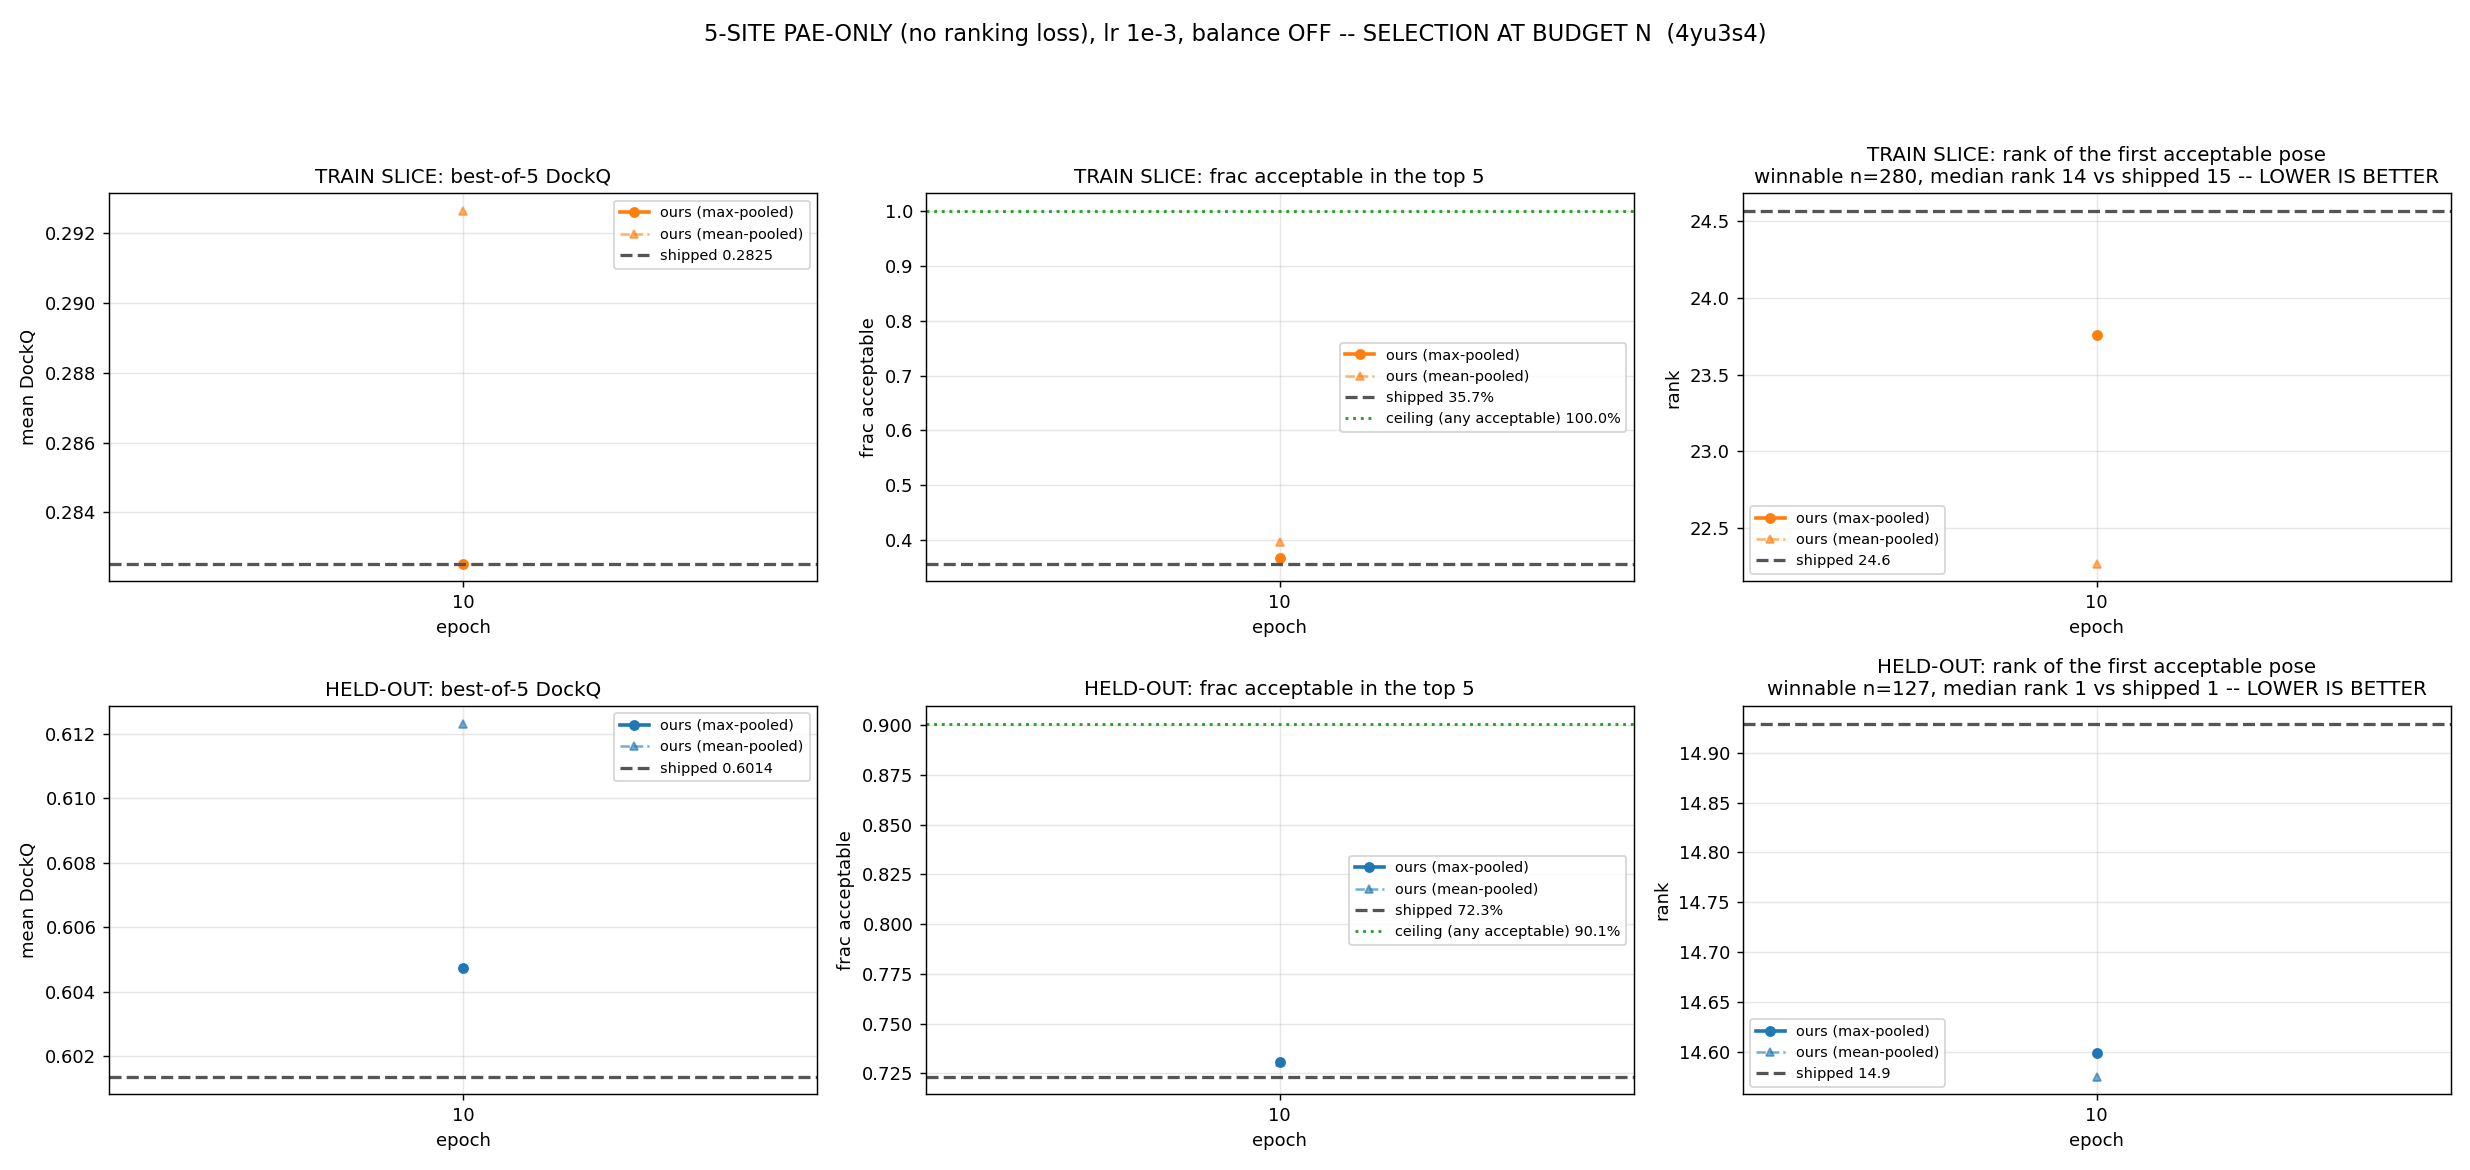 5-SITE PAE-ONLY (no ranking loss), lr 1e-3, balance OFF -- SELECTION AT BUDGET N  (4yu3s4)
TRAIN SLICE: best-of-5 DockQ
mean DockQ
0.292
0.290
0.288
0.286
0.284
ours (max-pooled)
ours (mean-pooled)
shipped 0.2825
10
epoch
TRAIN SLICE: frac acceptable in the top 5
frac acceptable
1.0
0.9
0.8
0.7
0.6
0.5
0.4
ours (max-pooled)
ours (mean-pooled)
shipped 35.7%
ceiling (any acceptable) 100.0%
10
epoch
TRAIN SLICE: rank of the first acceptable pose
winnable n=280, median rank 14 vs shipped 15 -- LOWER IS BETTER
rank
24.5
24.0
23.5
23.0
22.5
ours (max-pooled)
ours (mean-pooled)
shipped 24.6
10
epoch
HELD-OUT: best-of-5 DockQ
mean DockQ
0.612
0.610
0.608
0.606
0.604
0.602
ours (max-pooled)
ours (mean-pooled)
shipped 0.6014
10
epoch
HELD-OUT: frac acceptable in the top 5
frac acceptable
0.900
0.875
0.850
0.825
0.800
0.775
0.750
0.725
ours (max-pooled)
ours (mean-pooled)
shipped 72.3%
ceiling (any acceptable) 90.1%
10
epoch
HELD-OUT: rank of the first acceptable pose
winnable n=127, median rank 1 vs shipped 1 -- LOWER IS BETTER
rank
14.90
14.85
14.80
14.75
14.70
14.65
14.60
ours (max-pooled)
ours (mean-pooled)
shipped 14.9
10
epoch